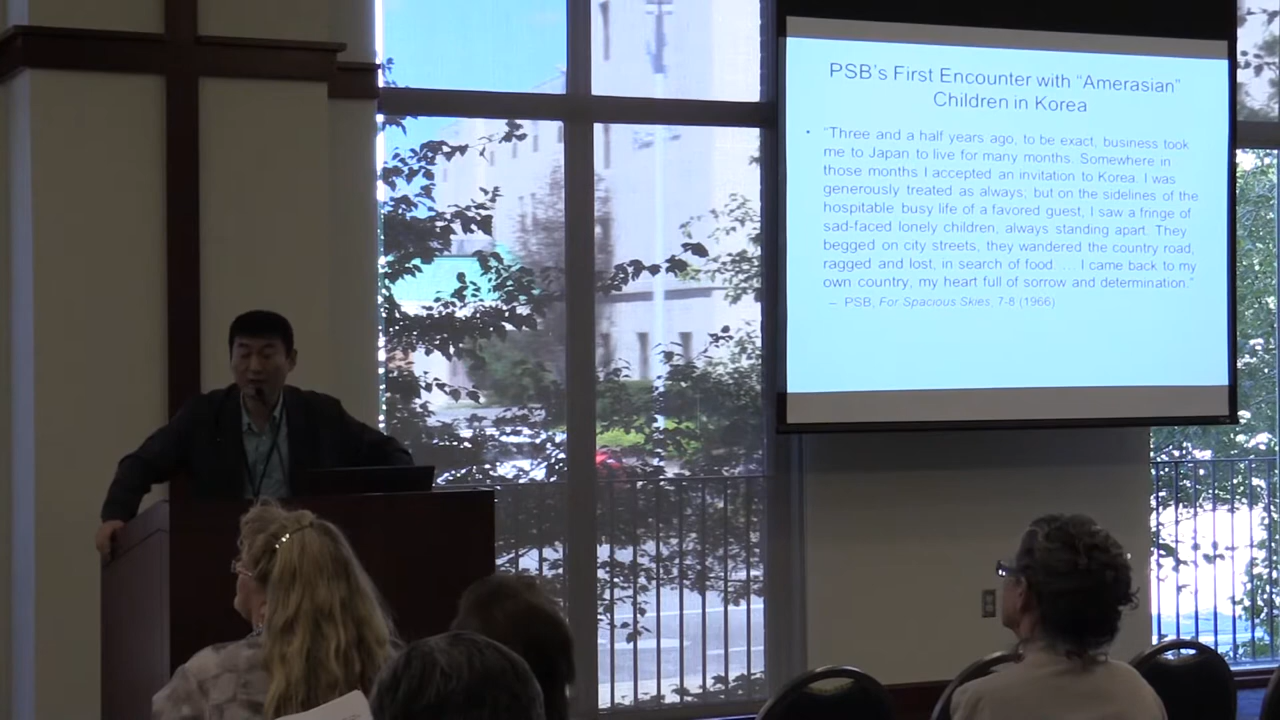 PSB's First Encounter with "Amerasian"
Children in Korea
• "Three and a half years ago, to be exact, business took
me to Japan to live for many months. Somewhere in
those months I accepted an invitation to Korea. I was
generously treated as always; but on the sidelines of the
hospitable busy life of a favored guest, I saw a fringe of
sad-faced lonely children, always standing apart. They
begged on city streets, they wandered the country road,
ragged and lost, in search of food. ... I came back to my
own country, my heart full of sorrow and determination."
– PSB, For Spacious Skies, 7-8 (1966)